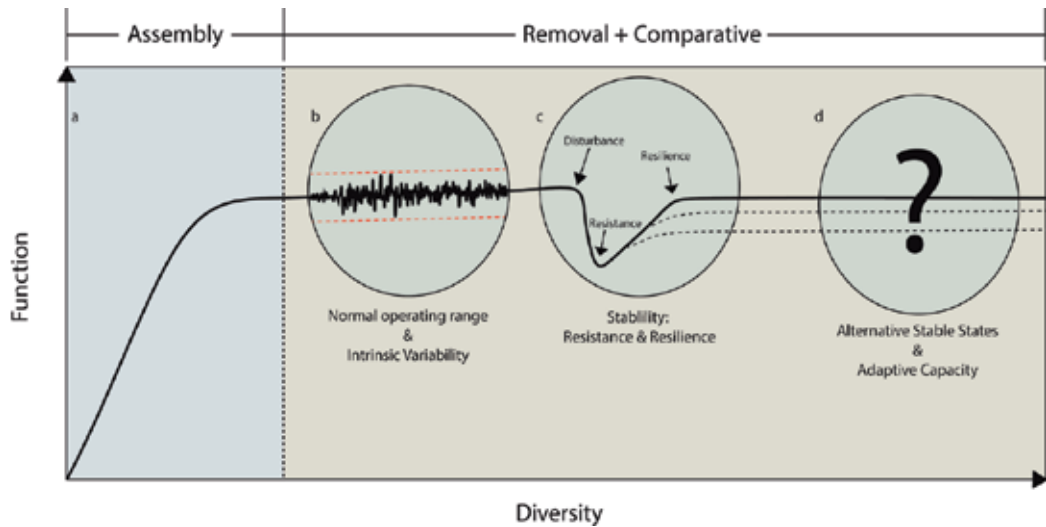 Assembly
Removal + Comparative
a
b
c
d
Disturbance
Resilience
Resistance
Normal operating range
&
Intrinsic Variability
Stablility:
Resistance & Resilience
?
Alternative Stable States
&
Adaptive Capacity
Function
Diversity